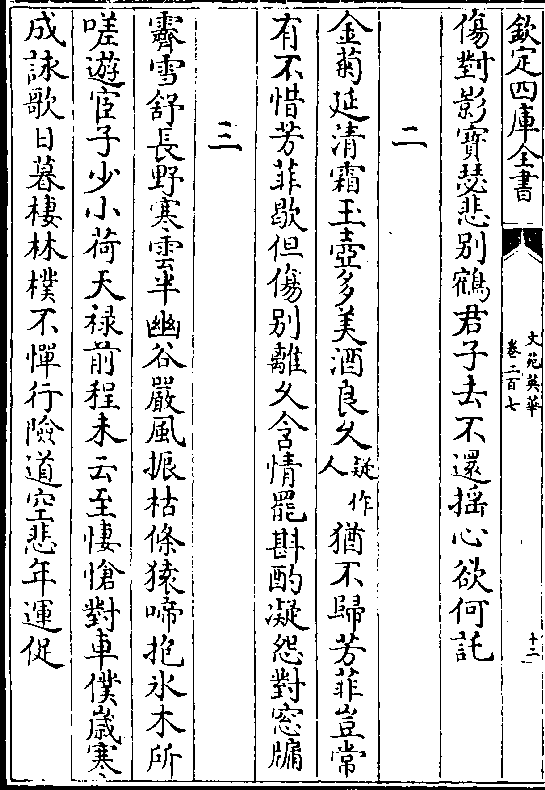 欽定四庫全書
文苑英華
卷二百七
十二
傷對影寳瑟悲别鶴君子去不還揺心欲何託
二
金菊延清霜玉壺多美酒良久疑作人猶不歸芳菲豈常
有不惜芳菲歇但傷别離久含情罷斟酌凝怨對窓牖
三
霽雪舒長野寒雲半幽谷嚴風振枯條猿啼抱氷木所
嗟遊宦子少小荷天禄前程未云至悽愴對車僕嵗寒
成詠歌日暮棲林樸不憚行險道空悲年運促